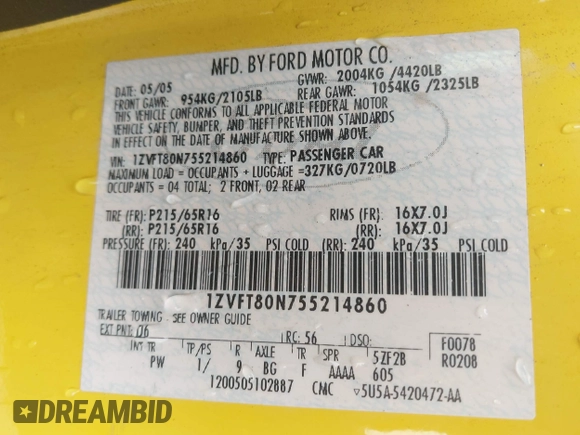 MFD. BY FORD MOTOR CO.
DATE: 05/05 GVWR: 2004KG /4420LB
FRONT GAWR: 954KG/2105LB REAR GAWR: 1054KG /2325LB
THIS VEHICLE CONFORMS TO ALL APPLICABLE FEDERAL MOTOR
VEHICLE SAFETY, BUMPER, AND THEFT PREVENTION STANDARDS
IN EFFECT ON THE DATE OF MANUFACTURE SHOWN ABOVE.
VIN: 1ZVFT80N755214860 TYPE: PASSENGER CAR
MAXIMUM LOAD = OCCUPANTS + LUGGAGE =327KG/0720LB
OCCUPANTS = 04 TOTAL; 2 FRONT, 02 REAR
TIRE (FR): P215/65R16 RIMS (FR): 16X7.0J
(RR): P215/65R16 (RR): 16X7.0J
PRESSURE (FR): 240 kPa/35 PSI COLD (RR): 240 kPa/35 PSI COLD
1ZVFT80N755214860
TRAILER TOWING - SEE OWNER GUIDE
EXT PNT: D6 RC: 56 DSO: F0078
INT TR TP/PS R AXLE TR SPR 5ZF2B R0208
PW 1/ 9 BG F AAAA 605
1200505102887 CMC ▽5U5A-5420472-AA
DREAMBID